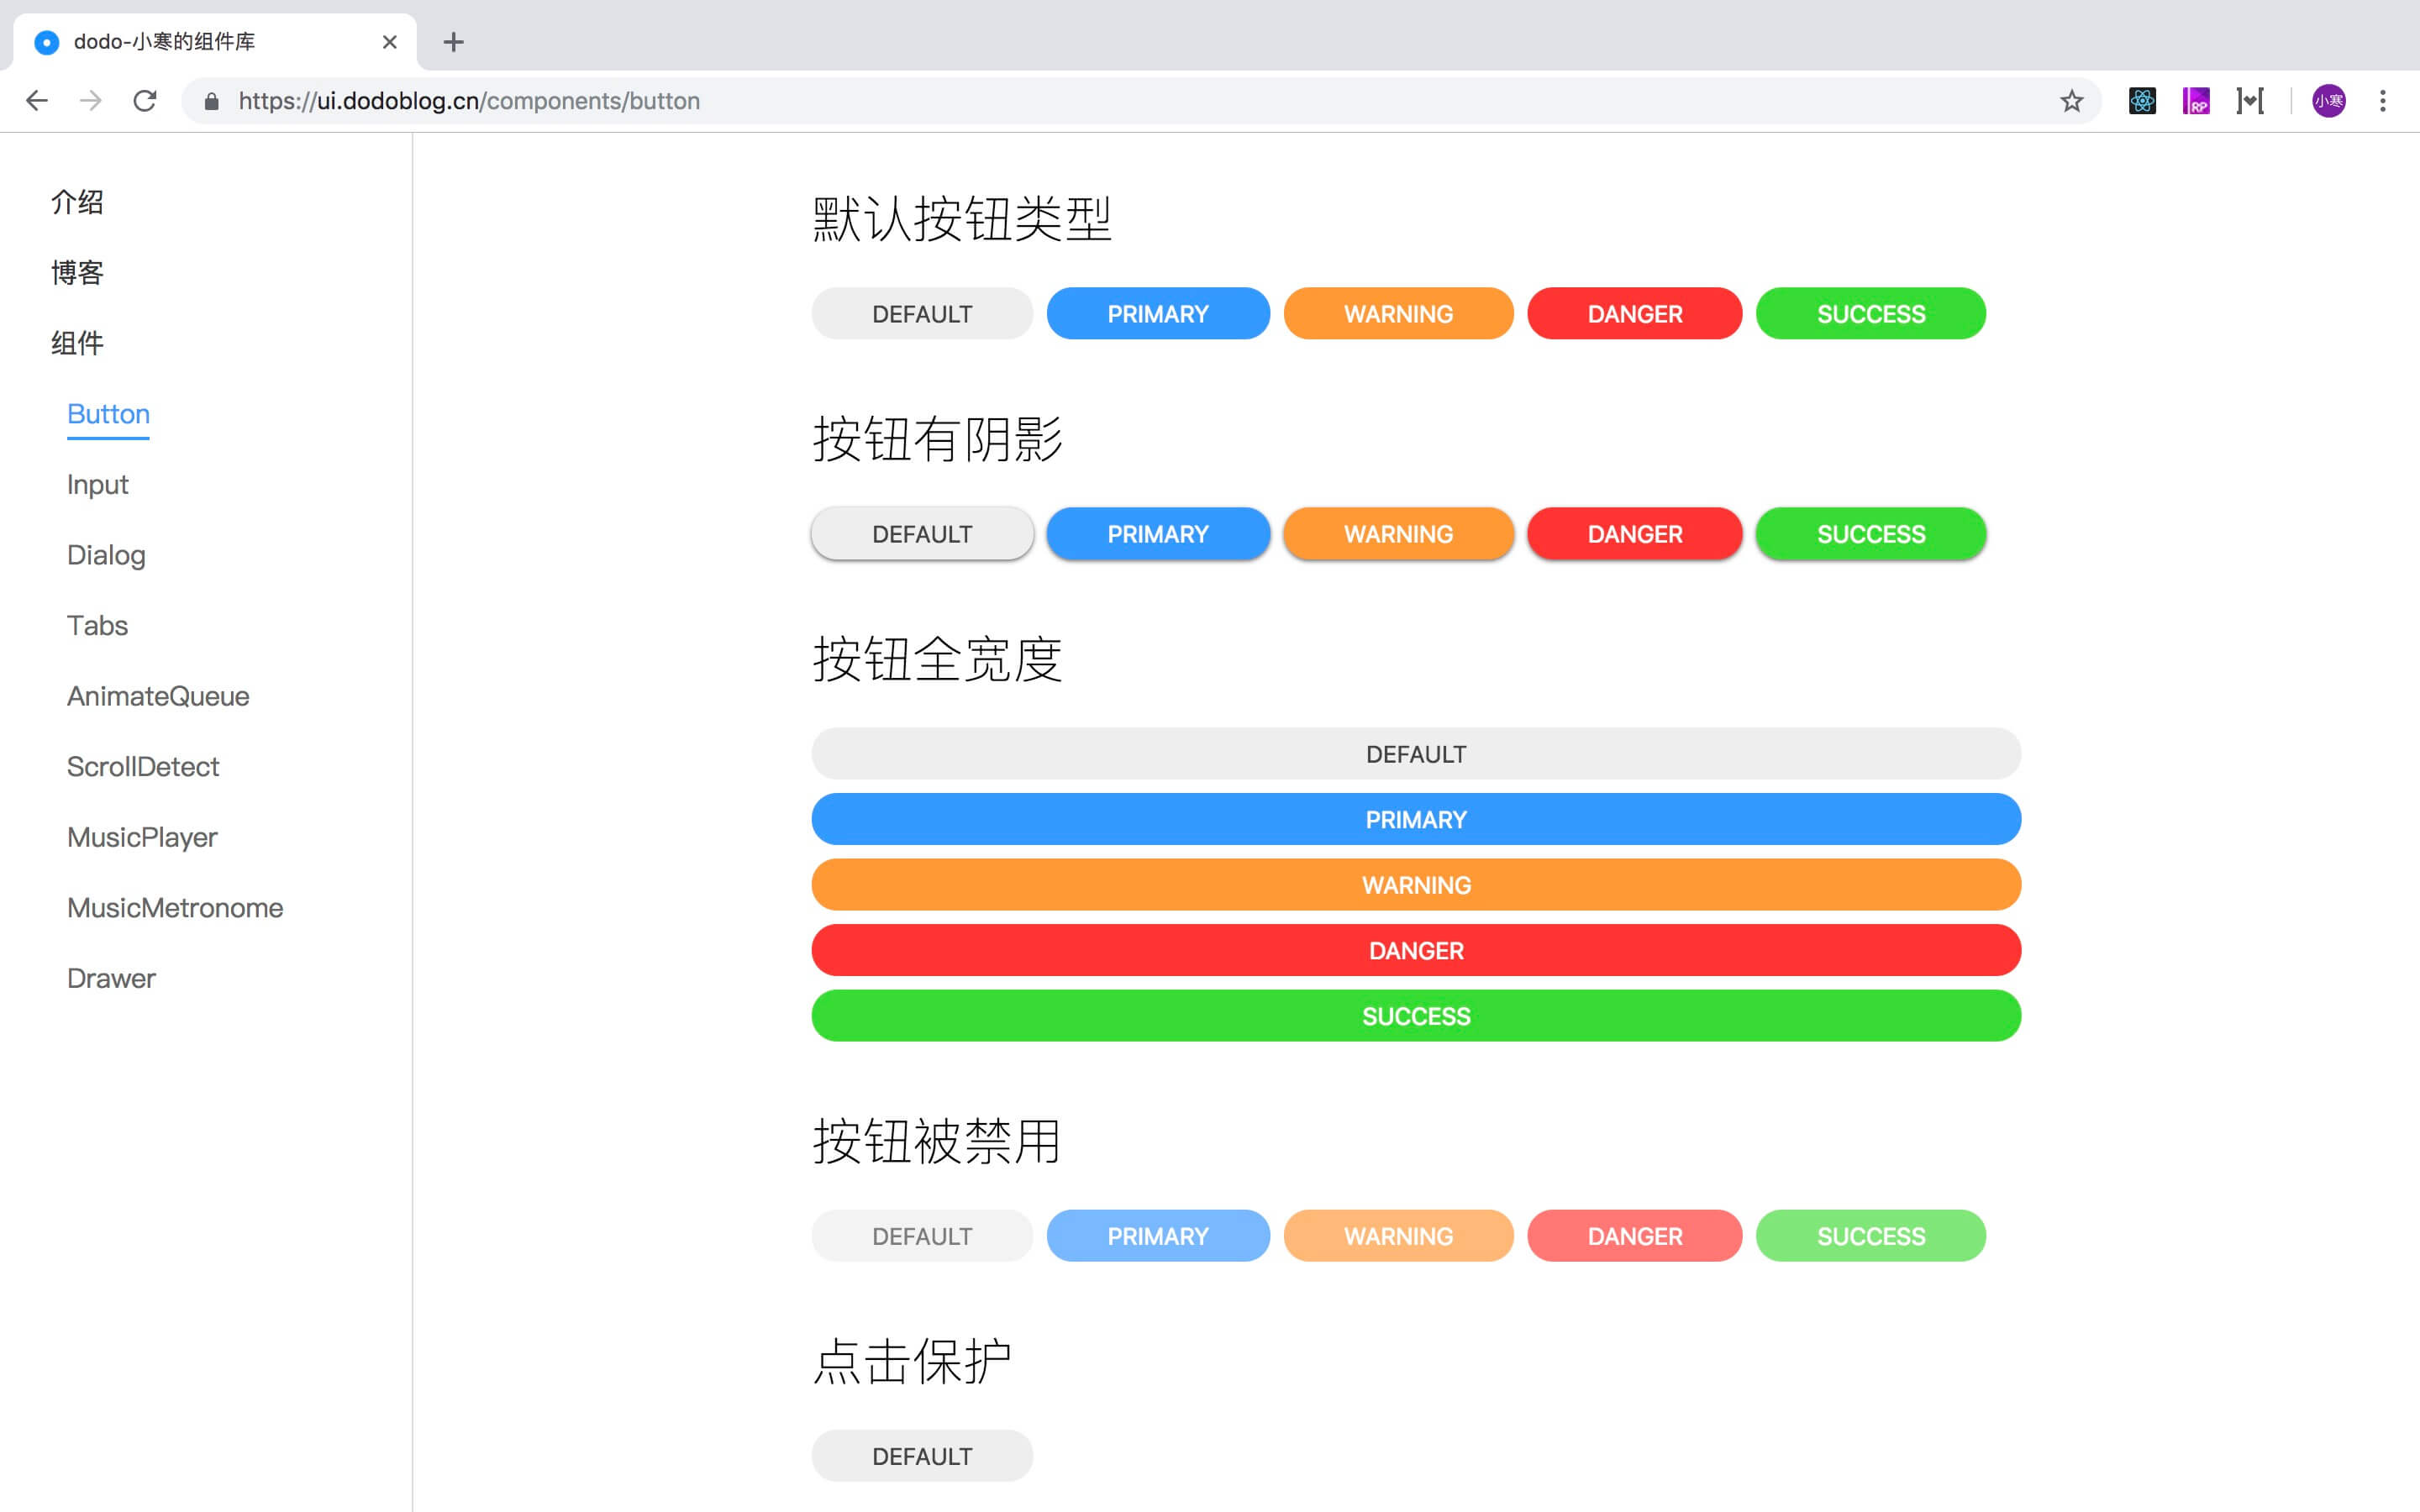 dodo-小寒的组件库
https://ui.dodoblog.cn/components/button
RP
小寒
介绍
博客
组件
Button
Input
Dialog
Tabs
AnimateQueue
ScrollDetect
MusicPlayer
MusicMetronome
Drawer
默认按钮类型
DEFAULT PRIMARY WARNING DANGER SUCCESS
按钮有阴影
DEFAULT PRIMARY WARNING DANGER SUCCESS
按钮全宽度
DEFAULT
PRIMARY
WARNING
DANGER
SUCCESS
按钮被禁用
DEFAULT PRIMARY WARNING DANGER SUCCESS
点击保护
DEFAULT